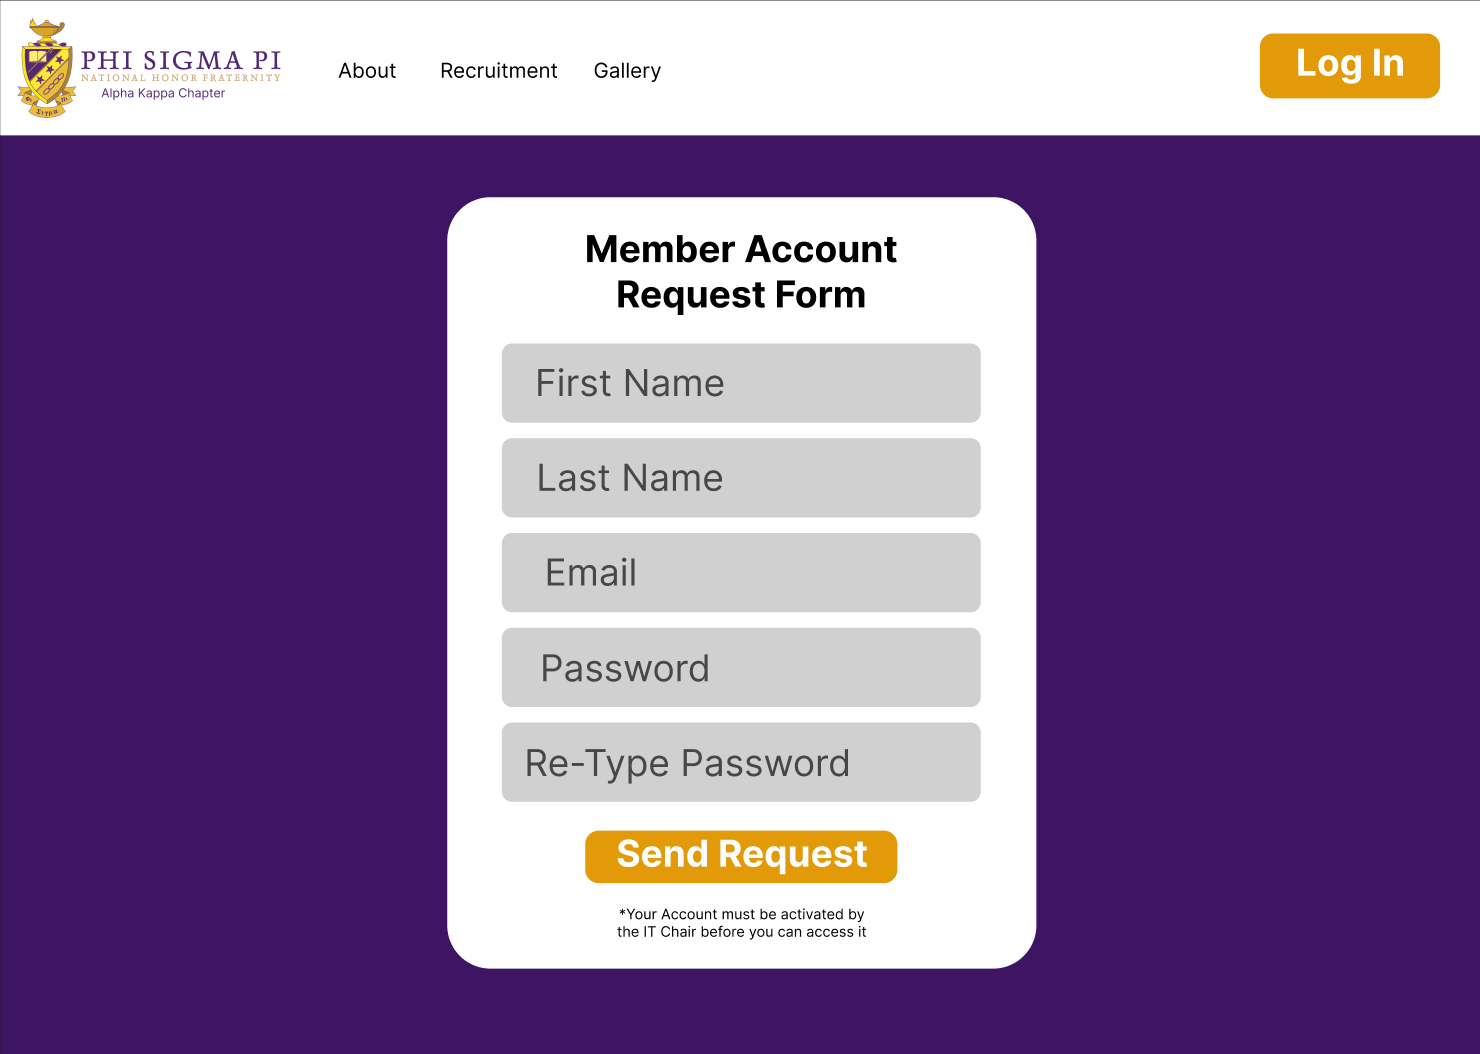 PHI SIGMA PI
NATIONAL HONOR FRATERNITY
Alpha Kappa Chapter
About
Recruitment
Gallery
Log In
Member Account
Request Form
First Name
Last Name
Email
Password
Re-Type Password
Send Request
*Your Account must be activated by
the IT Chair before you can access it